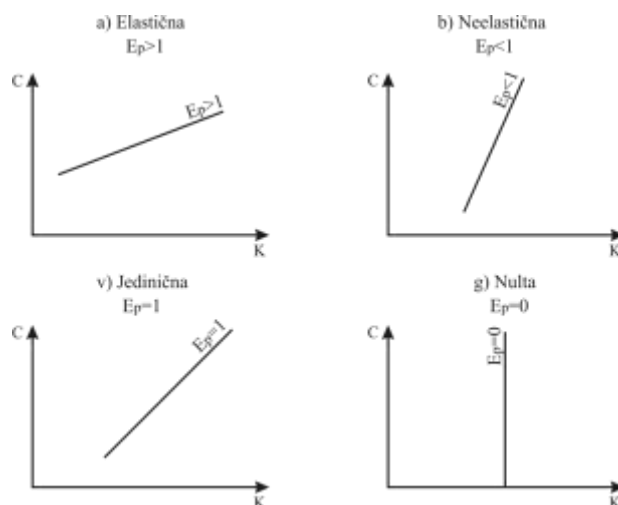 a) Elastična
Ep>1
C
Ep>1
K
b) Neelastična
Ep<1
C
Ep<1
K
v) Jedinična
Ep=1
C
Ep=1
K
g) Nulta
Ep=0
C
Ep=0
K